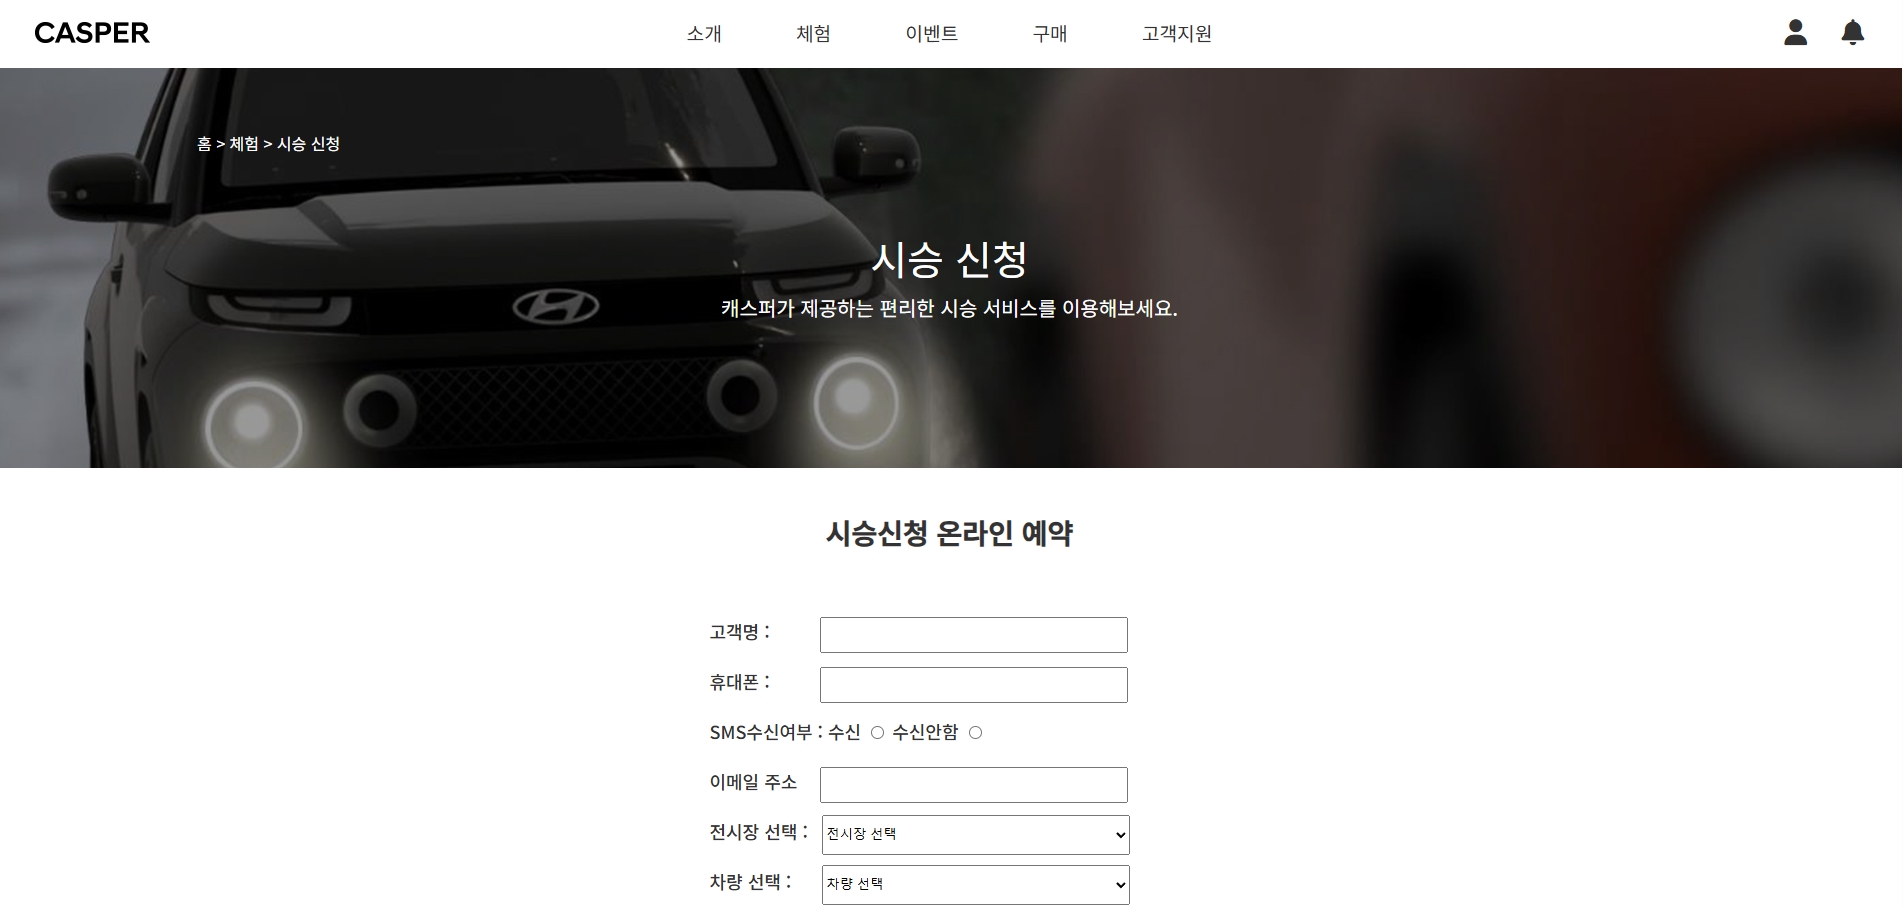 CASPER 소개 체험 이벤트 구매 고객지원
홈 > 체험 > 시승 신청
시승 신청
캐스퍼가 제공하는 편리한 시승 서비스를 이용해보세요.
시승신청 온라인 예약
고객명 :
휴대폰 :
SMS수신여부 : 수신 수신안함
이메일 주소
전시장 선택 : 전시장 선택
차량 선택 : 차량 선택